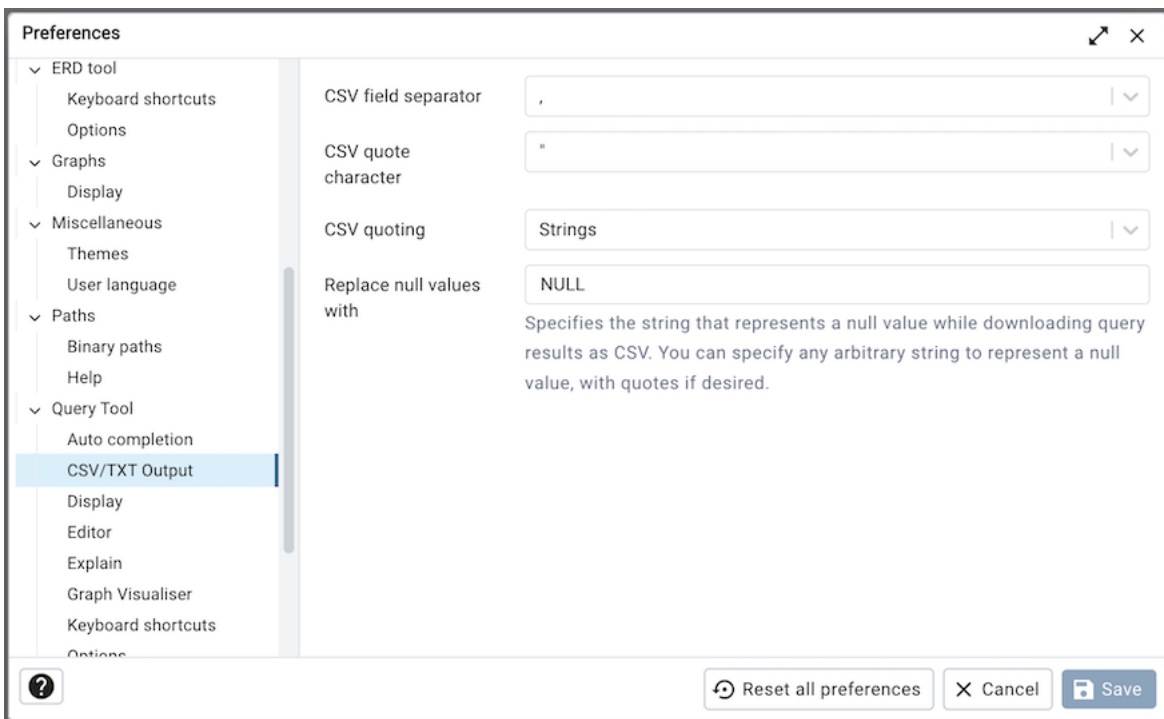 Preferences
ERD tool
Keyboard shortcuts
Options
Graphs
Display
Miscellaneous
Themes
User language
Paths
Binary paths
Help
Query Tool
Auto completion
CSV/TXT Output
Display
Editor
Explain
Graph Visualiser
Keyboard shortcuts
Options
CSV field separator
,
CSV quote
character
"
CSV quoting
Strings
Replace null values
with
NULL
Specifies the string that represents a null value while downloading query
results as CSV. You can specify any arbitrary string to represent a null
value, with quotes if desired.
?
Reset all preferences
Cancel
Save